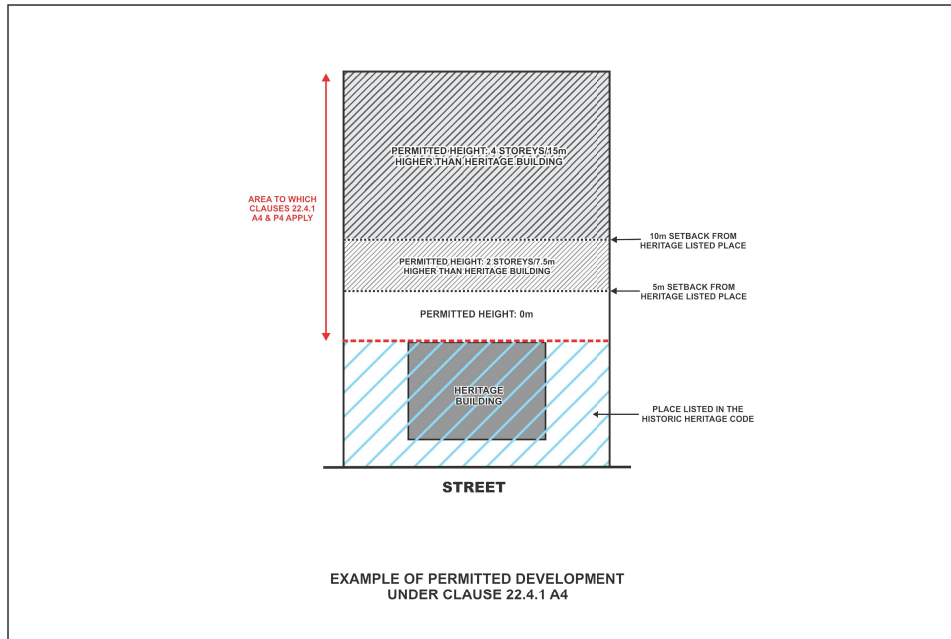 PERMITTED HEIGHT: 4 STOREYS/15m
HIGHER THAN HERITAGE BUILDING
AREA TO WHICH
CLAUSES 22.4.1
A4 & P4 APPLY
10m SETBACK FROM
HERITAGE LISTED PLACE
PERMITTED HEIGHT: 2 STOREYS/7.5m
HIGHER THAN HERITAGE BUILDING
5m SETBACK FROM
HERITAGE LISTED PLACE
PERMITTED HEIGHT: 0m
HERITAGE
BUILDING
PLACE LISTED IN THE
HISTORIC HERITAGE CODE
STREET
EXAMPLE OF PERMITTED DEVELOPMENT
UNDER CLAUSE 22.4.1 A4